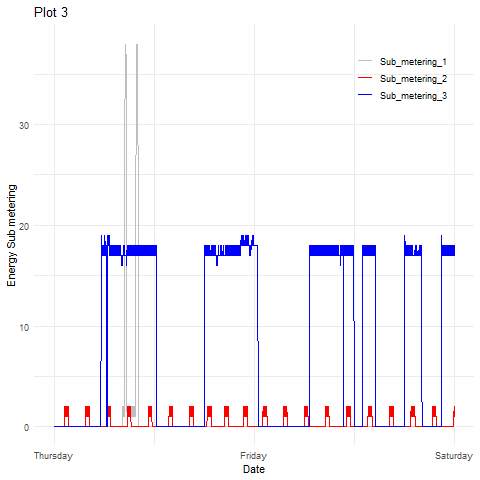 Plot 3
Sub_metering_1
Sub_metering_2
Sub_metering_3
Energy Sub metering
30
20
10
0
Thursday Friday Saturday
Date